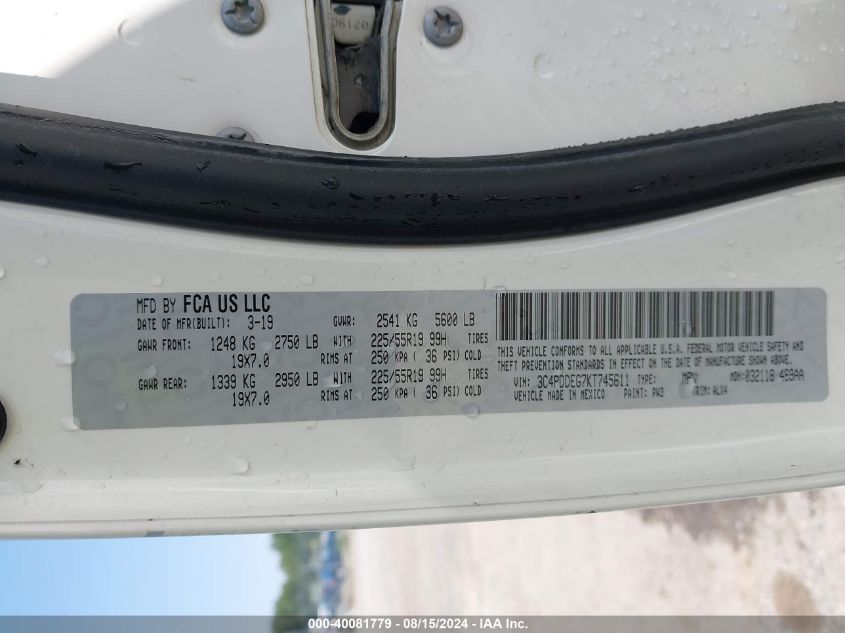 MFD BY FCA US LLC
DATE OF MFR(BUILT): 3-19 GVWR: 2541 KG 5600 LB
GAWR FRONT: 1248 KG 2750 LB WITH 225/55R19 99H TIRES
19X7.0 RIMS AT 250 KPA ( 36 PSI) COLD
GAWR REAR: 1339 KG 2950 LB WITH 225/55R19 99H TIRES
19X7.0 RIMS AT 250 KPA ( 36 PSI) COLD
THIS VEHICLE CONFORMS TO ALL APPLICABLE U.S.A. FEDERAL MOTOR VEHICLE SAFETY AND
THEFT PREVENTION STANDARDS IN EFFECT ON THE DATE OF MANUFACTURE SHOWN ABOVE.
VIN: 3C4PDDEG7KT745611 TYPE: MPV MDH: 032118 469AA
VEHICLE MADE IN MEXICO PAINT: PW3 TRIM: ALX4
000-40081779 - 08/15/2024 - IAA Inc.